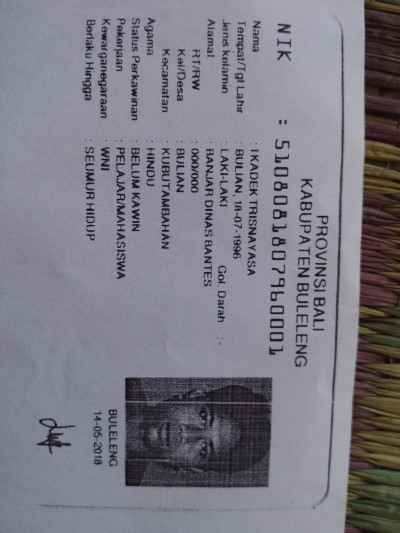 PROVINSI BALI
KABUPATEN BULELENG
NIK : 5108081807960001
Nama : I KADEK TRISNAYASA
Tempat/Tgl Lahir : BULIAN, 18-07-1996
Jenis kelamin : LAKI-LAKI Gol. Darah : -
Alamat : BANJAR DINAS BANTES
RT/RW : 000/000
Kel/Desa : BULIAN
Kecamatan : KUBUTAMBAHAN
Agama : HINDU
Status Perkawinan : BELUM KAWIN
Pekerjaan : PELAJAR/MAHASISWA
Kewarganegaraan : WNI
Berlaku Hingga : SEUMUR HIDUP
BULELENG
14-05-2018